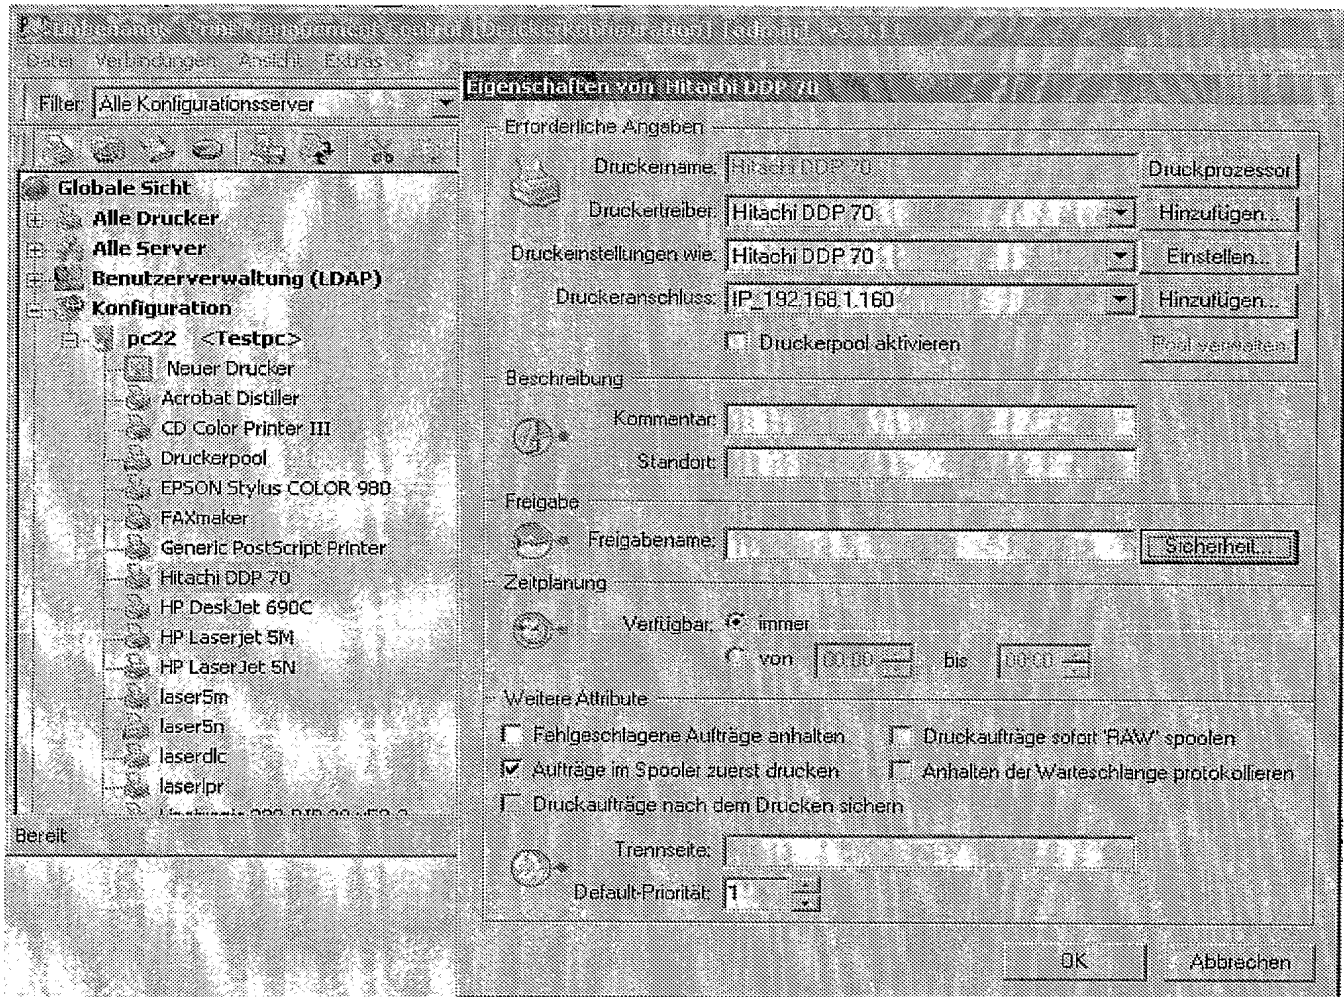 [Druckerkonfiguration]
Datei Verbindungen Ansicht Extras ?
Filter: Alle Konfigurationsserver
Globale Sicht
Alle Drucker
Alle Server
Benutzerverwaltung (LDAP)
Konfiguration
pc22 <Testpc>
Neuer Drucker
Acrobat Distiller
CD Color Printer III
Druckerpool
EPSON Stylus COLOR 980
FAXmaker
Generic PostScript Printer
Hitachi DDP 70
HP DeskJet 690C
HP Laserjet 5M
HP LaserJet 5N
laser5m
laser5n
laserdlc
laserlpr
Bereit
Eigenschaften von Hitachi DDP 70
Erforderliche Angaben
Druckername: Hitachi DDP 70 Druckprozessor
Druckertreiber: Hitachi DDP 70 Hinzufügen...
Druckeinstellungen wie: Hitachi DDP 70 Einstellen...
Druckeranschluss: IP_192.168.1.160 Hinzufügen...
Druckerpool aktivieren Pool verwalten
Beschreibung
Kommentar:
Standort:
Freigabe
Freigabename: Sicherheit...
Zeitplanung
Verfügbar: immer
von 00:00 bis 00:00
Weitere Attribute
Fehlgeschlagene Aufträge anhalten Druckaufträge sofort "RAW" spoolen
Aufträge im Spooler zuerst drucken Anhalten der Warteschlange protokollieren
Druckaufträge nach dem Drucken sichern
Trennseite:
Default-Priorität: 1
OK Abbrechen